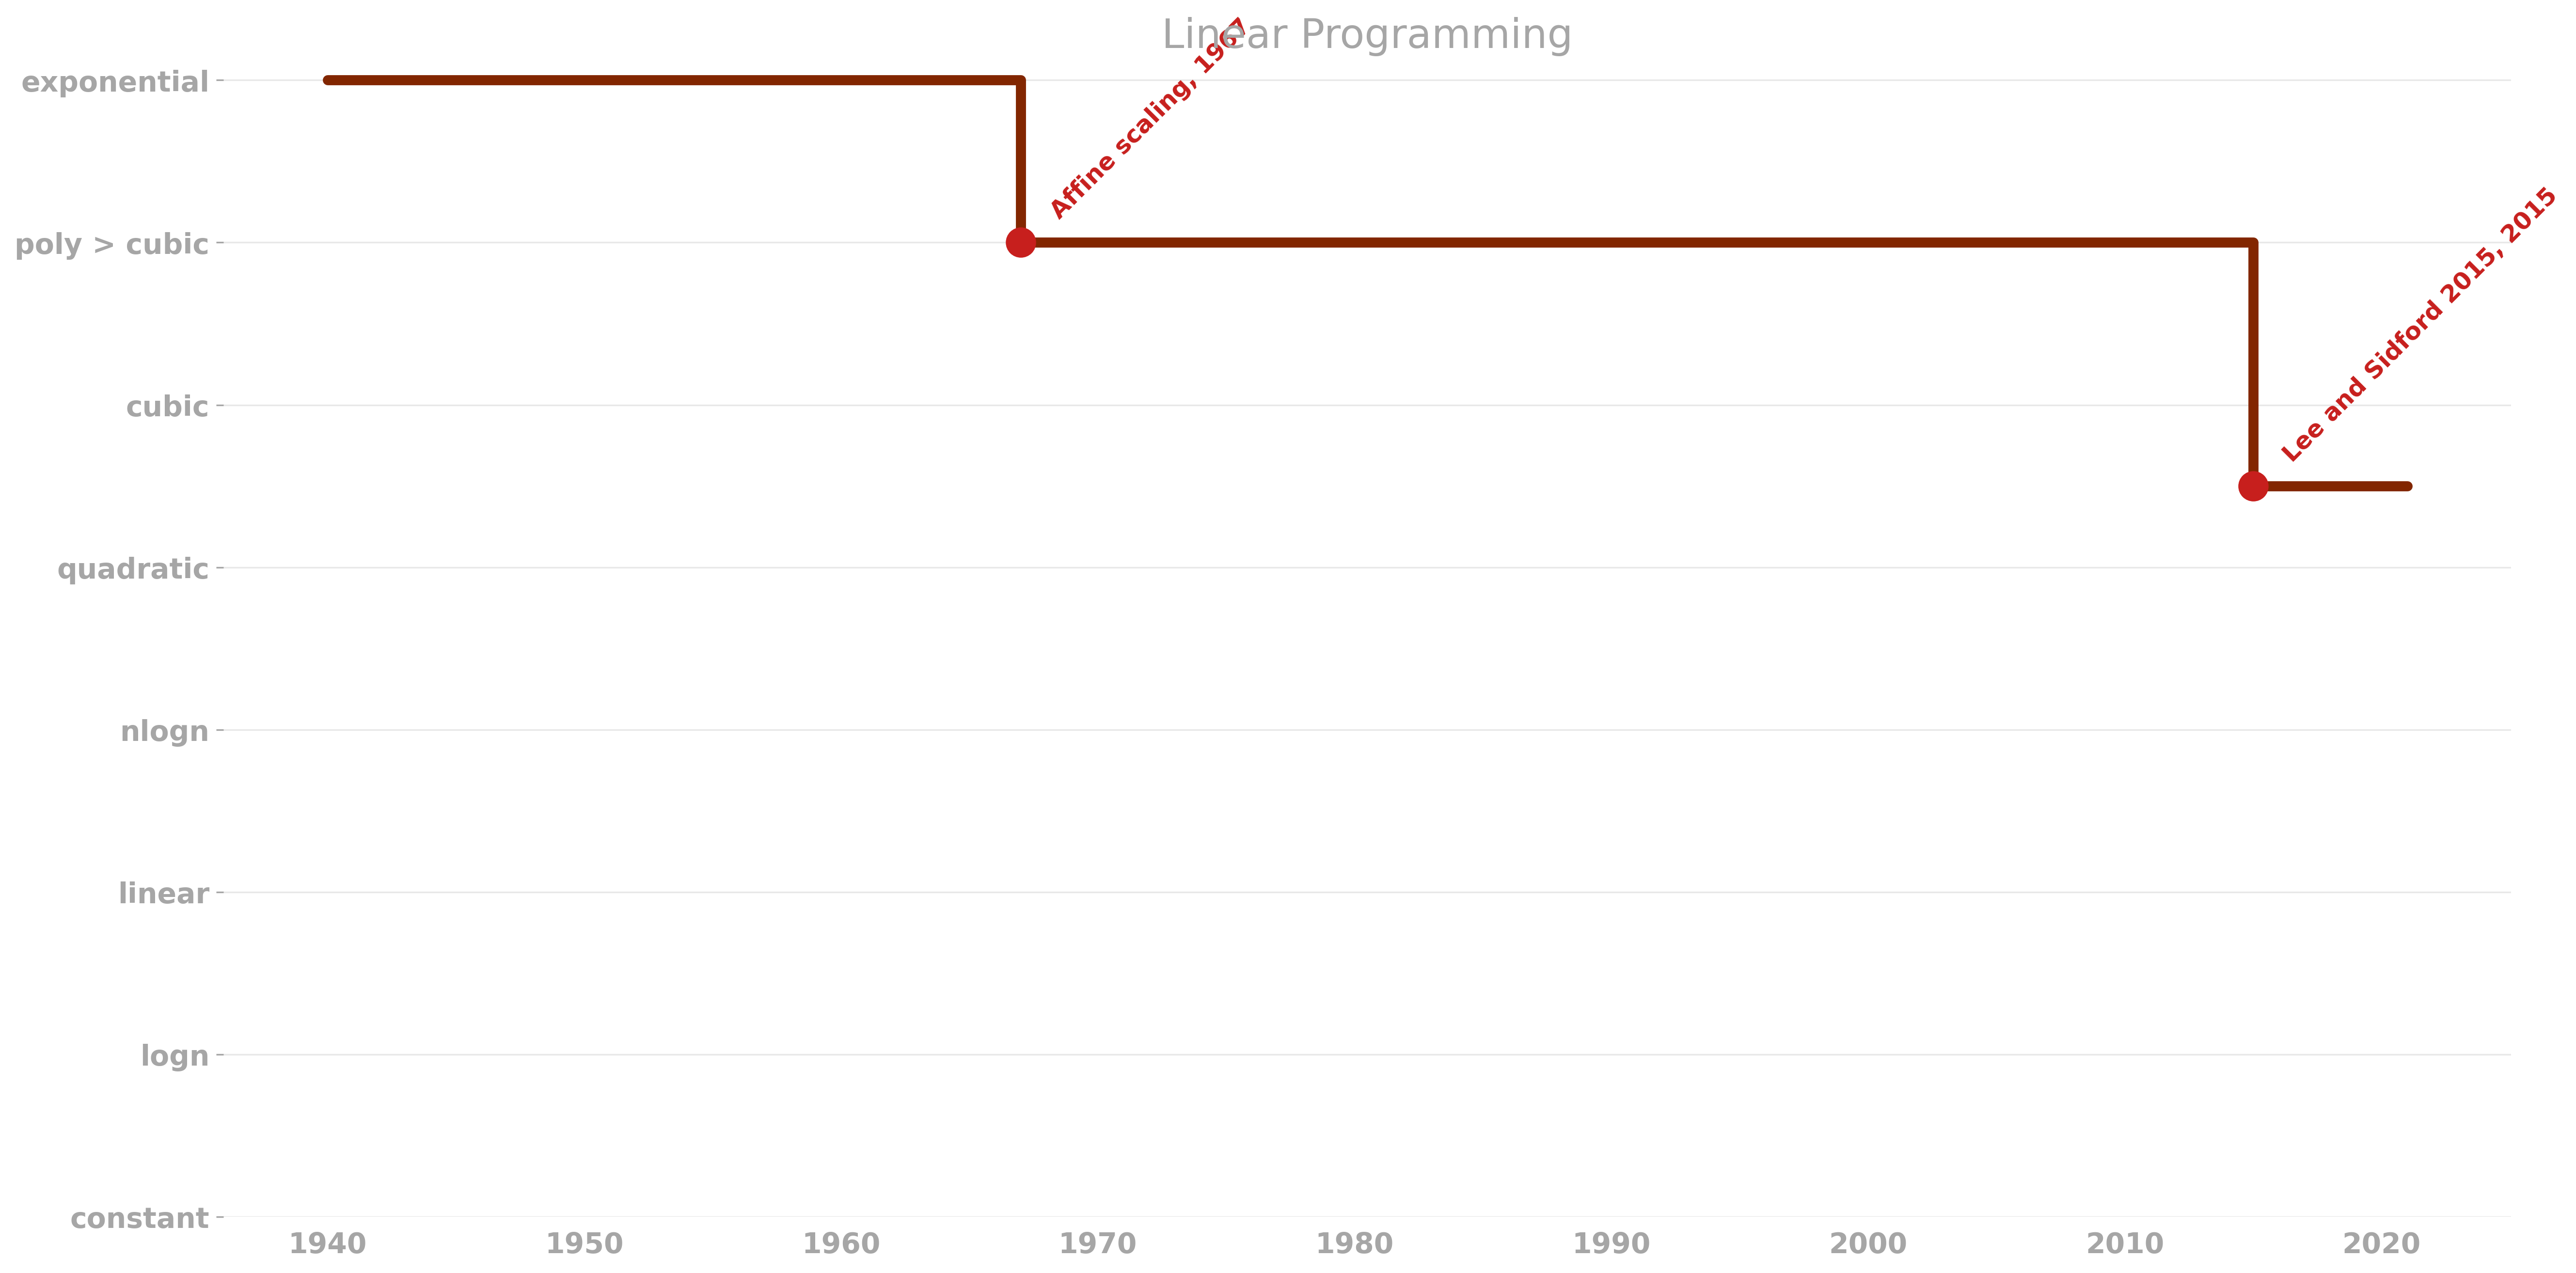 Linear Programming
exponential
poly > cubic
cubic
quadratic
nlogn
linear
logn
constant
Affine scaling, 1967
Lee and Sidford 2015, 2015
1940 1950 1960 1970 1980 1990 2000 2010 2020